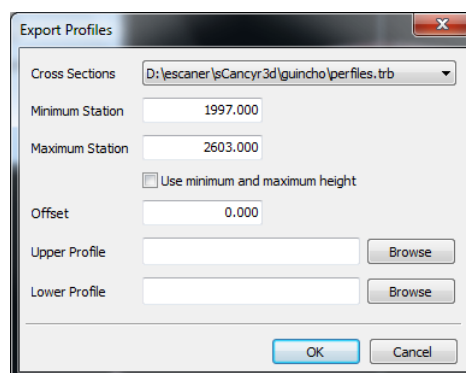 Export Profiles
Cross Sections D:\escaner\sCancyr3d\guincho\perfiles.trb
Minimum Station 1997.000
Maximum Station 2603.000
Use minimum and maximum height
Offset 0.000
Upper Profile Browse
Lower Profile Browse
OK Cancel